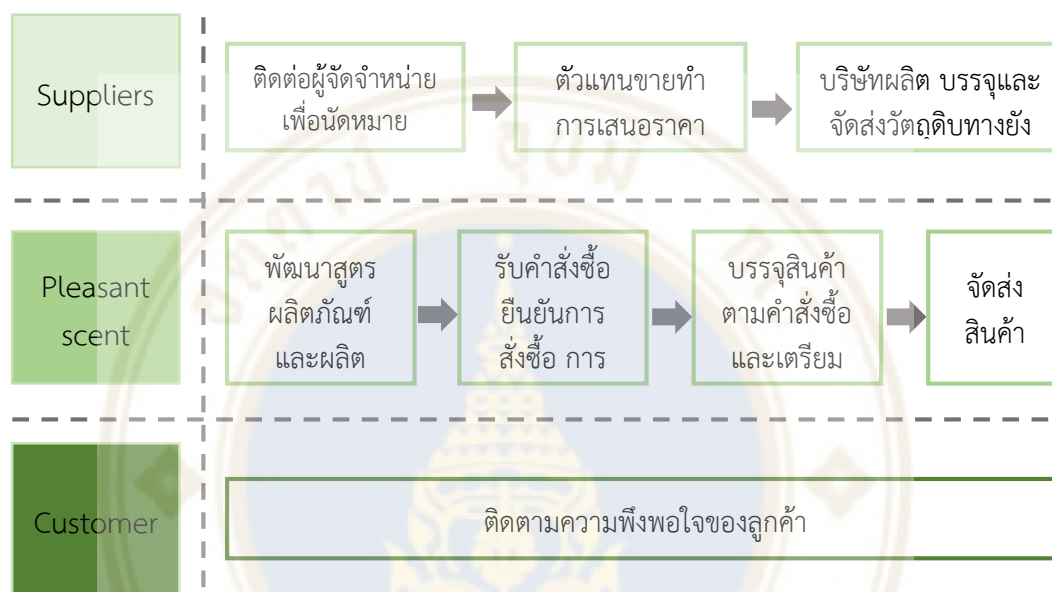 Suppliers
ติดต่อผู้จัดจำหน่าย
เพื่อนัดหมาย
ตัวแทนขายทำ
การเสนอราคา
บริษัทผลิต บรรจุและ
จัดส่งวัตถุดิบทางยัง
Pleasant
scent
พัฒนาสูตร
ผลิตภัณฑ์
และผลิต
รับคำสั่งซื้อ
ยืนยันการ
สั่งซื้อ การ
บรรจุสินค้า
ตามคำสั่งซื้อ
และเตรียม
จัดส่ง
สินค้า
Customer
ติดตามความพึงพอใจของลูกค้า